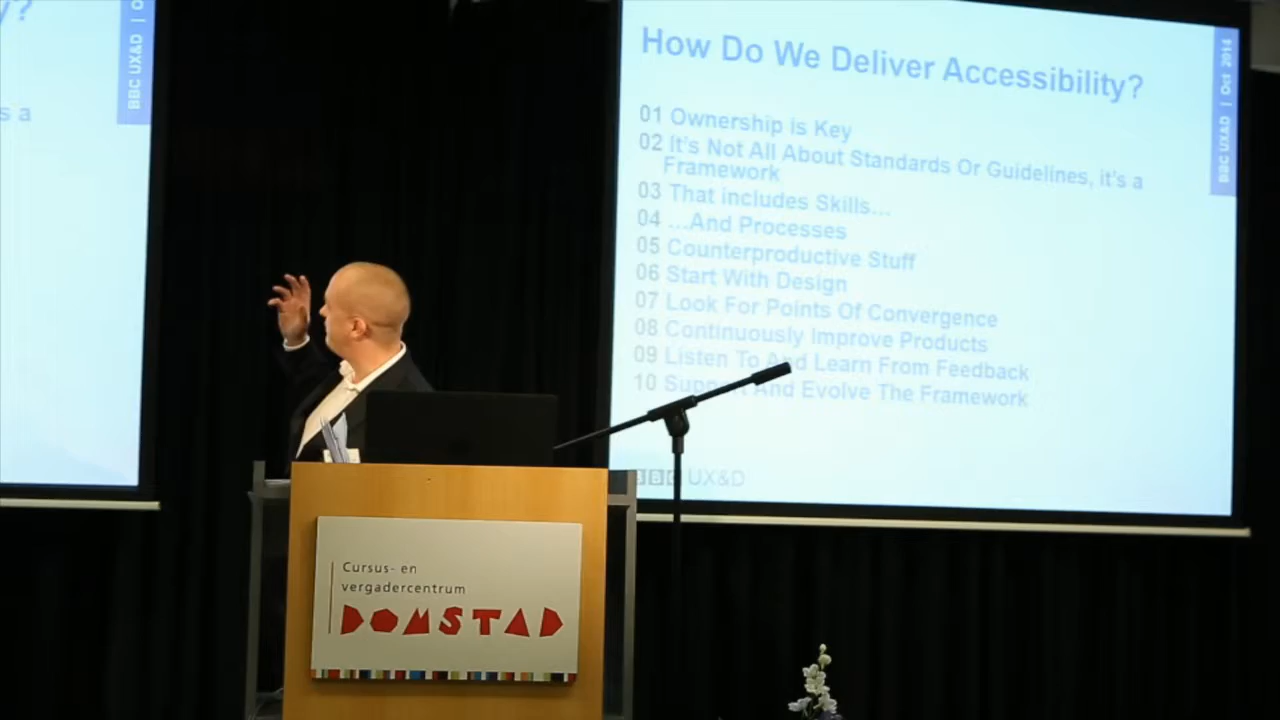 y?
s a
BBC UX&D | O
How Do We Deliver Accessibility?
01 Ownership is Key
02 It's Not All About Standards Or Guidelines, it's a
Framework
03 That includes Skills...
04 ...And Processes
05 Counterproductive Stuff
06 Start With Design
07 Look For Points Of Convergence
08 Continuously Improve Products
09 Listen To And Learn From Feedback
10 Support And Evolve The Framework
BBC UX&D
BBC UX&D | Oct 2014
Cursus- en
vergadercentrum
DOMSTAD